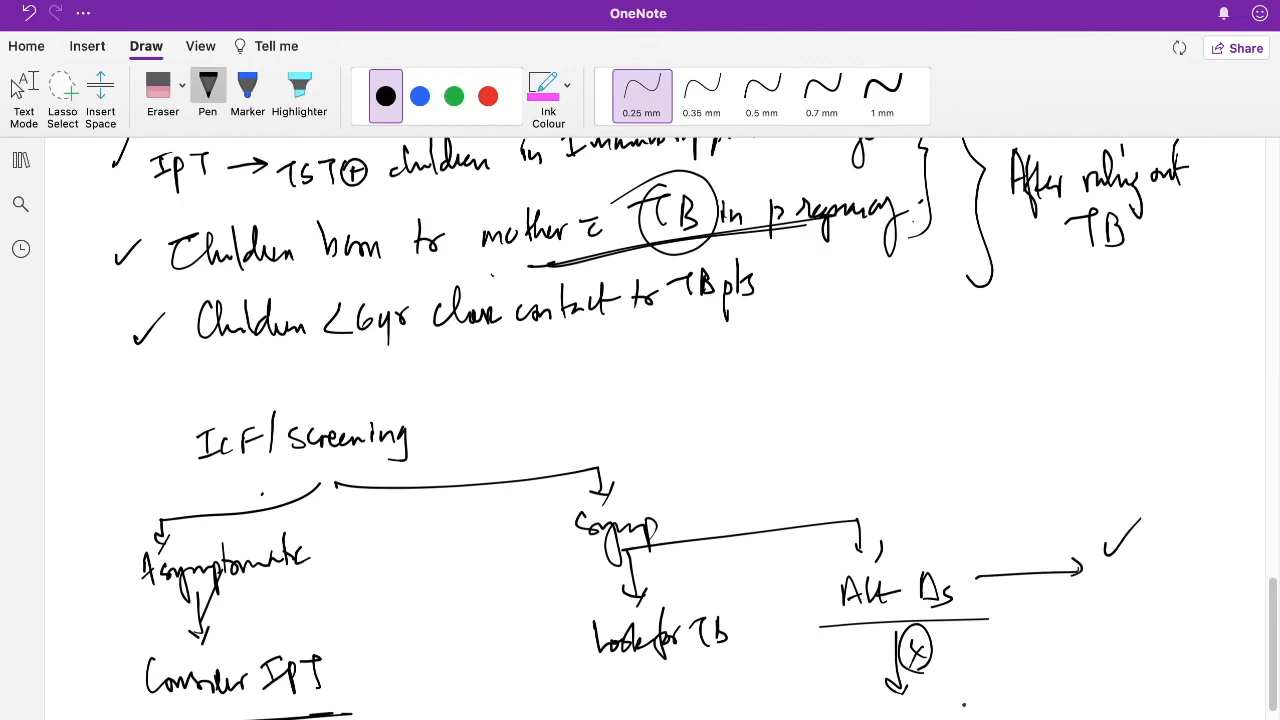 OneNote
Home Insert Draw View Tell me
Share
Text Mode
Lasso Select
Insert Space
Eraser
Pen
Marker
Highlighter
Ink Colour
0.25 mm
0.35 mm
0.5 mm
0.7 mm
1 mm
IPT → TST⊕ children in
After ruling out
TB
✓ Children born to mother c̄ TB in pregnancy.
✓ Children <6yr close contact to TB pts
ICF/screening
Asymptomatic
Symp
Alt Δs → ✓
Look for TB
Consider IPT